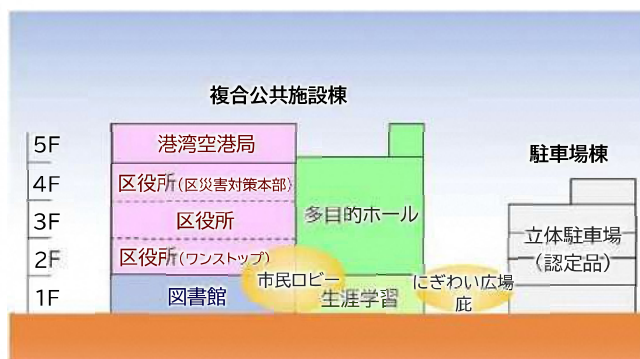 複合公共施設棟
駐車場棟
5F
港湾空港局
4F
区役所(区災害対策本部)
多目的ホール
3F
区役所
立体駐車場
(認定品)
2F
区役所(ワンストップ)
市民ロビー
にぎわい広場
庇
1F
図書館
生涯学習